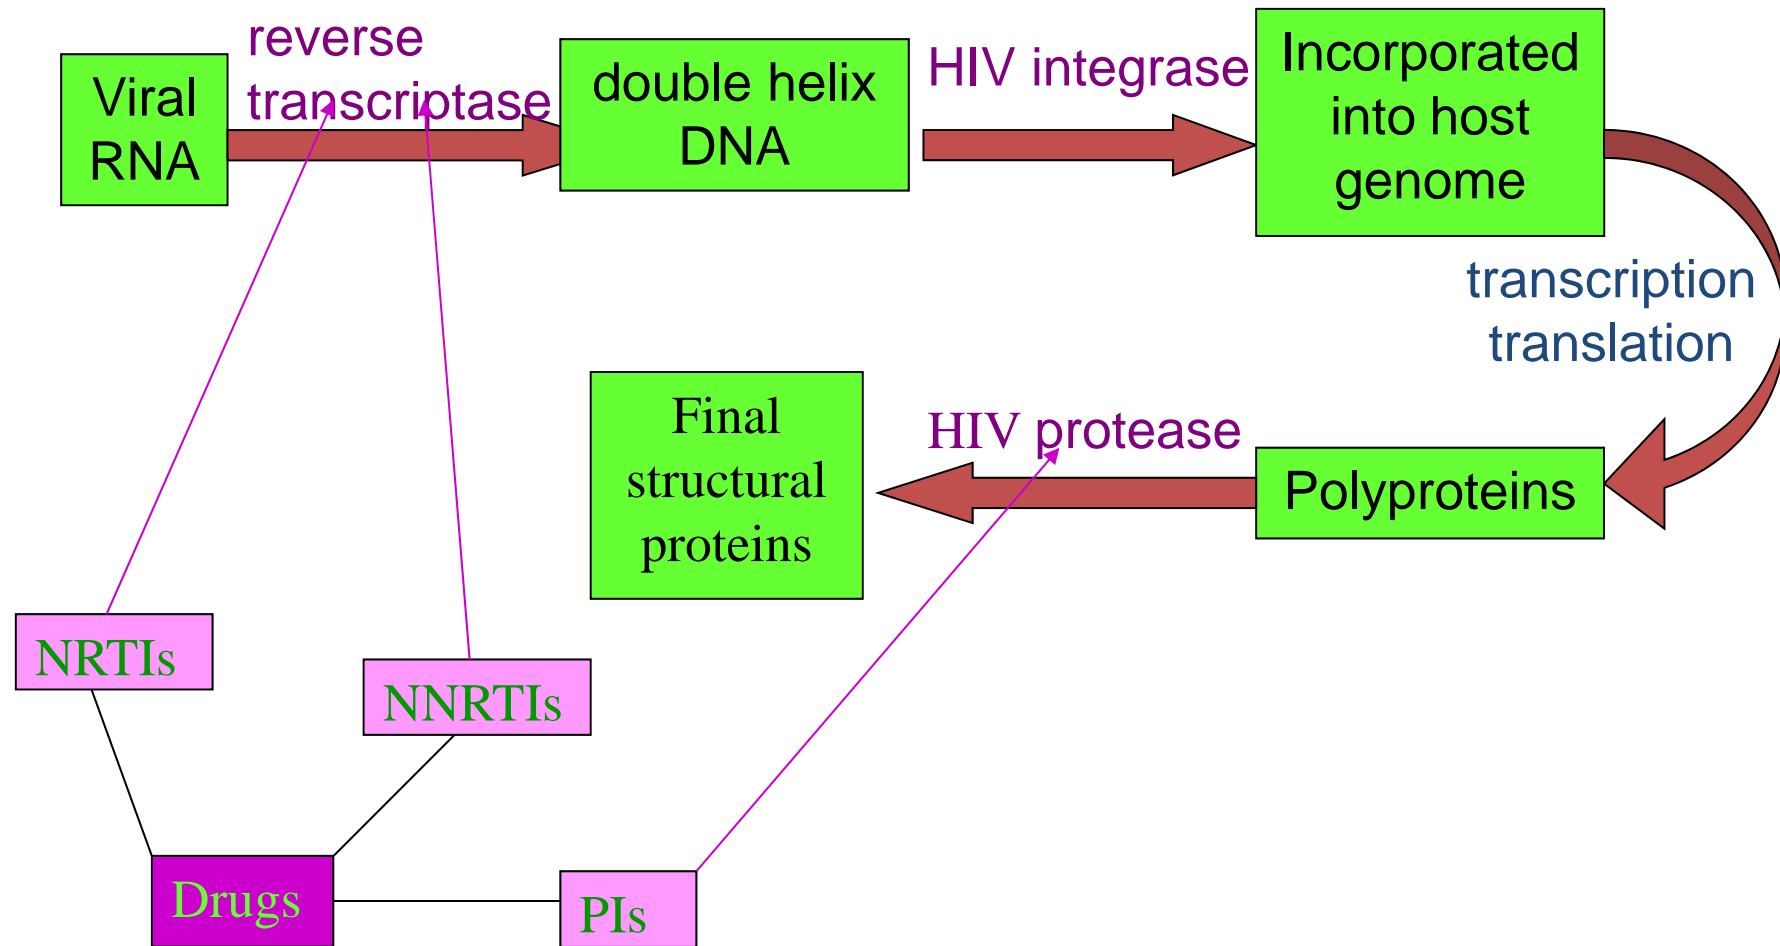 Viral
RNA
reverse
transcriptase
double helix
DNA
HIV integrase
Incorporated
into host
genome
transcription
translation
Final
structural
proteins
HIV protease
Polyproteins
NRTIs
NNRTIs
Drugs
PIs